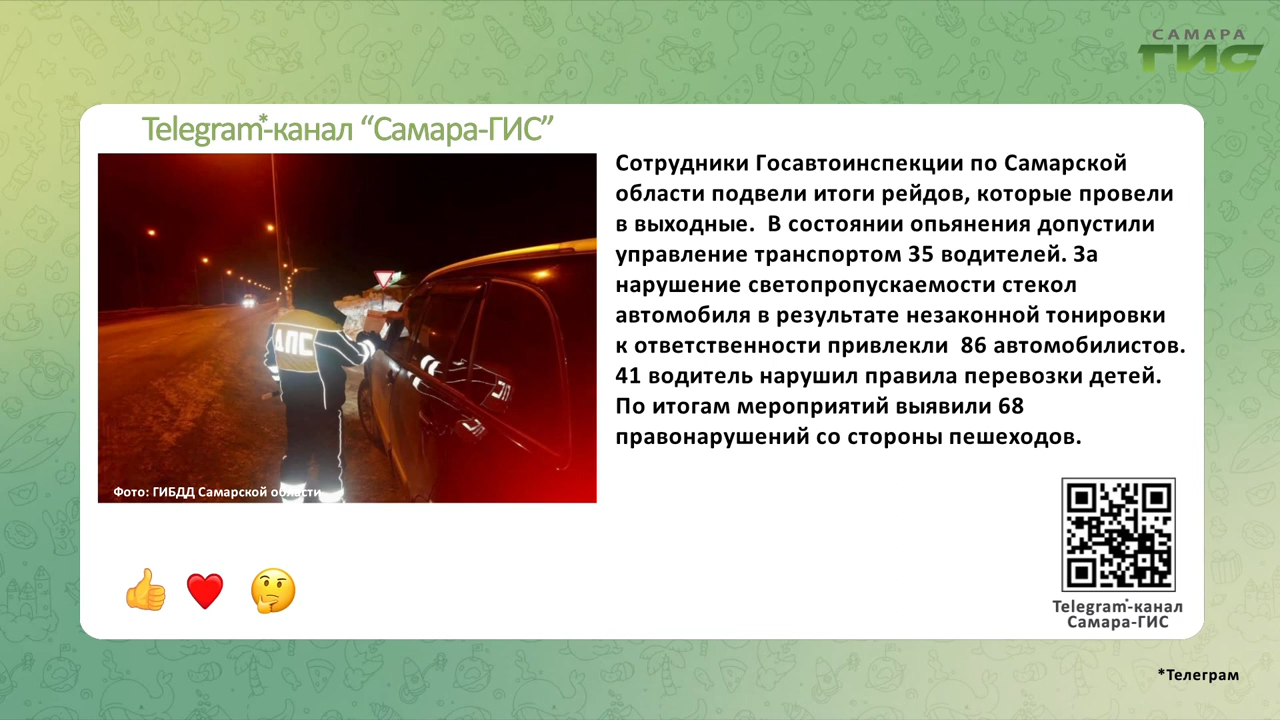 САМАРА
ГИС
Telegram*-канал “Самара-ГИС”
Сотрудники Госавтоинспекции по Самарской
области подвели итоги рейдов, которые провели
в выходные. В состоянии опьянения допустили
управление транспортом 35 водителей. За
нарушение светопропускаемости стекол
автомобиля в результате незаконной тонировки
к ответственности привлекли 86 автомобилистов.
41 водитель нарушил правила перевозки детей.
По итогам мероприятий выявили 68
правонарушений со стороны пешеходов.
ДПС
Фото: ГИБДД Самарской области
Telegram*-канал
Самара-ГИС
*Телеграм